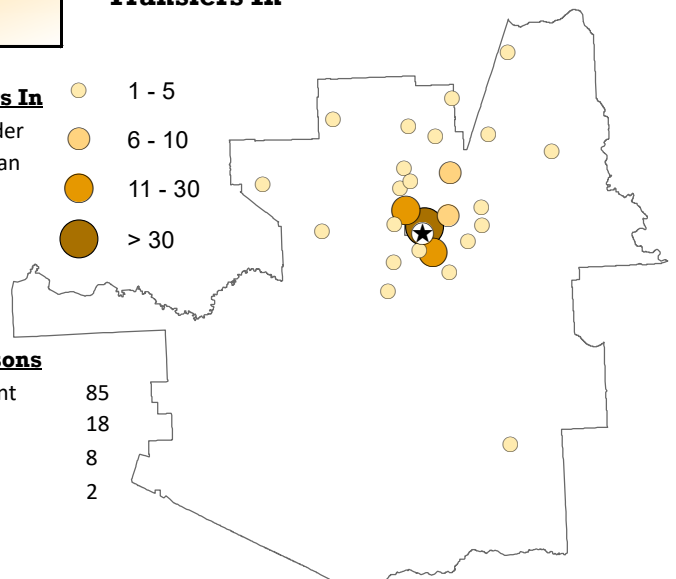 Transfers In
s In
1 - 5
der
6 - 10
an
11 - 30
> 30
sons
nt 85
18
8
2